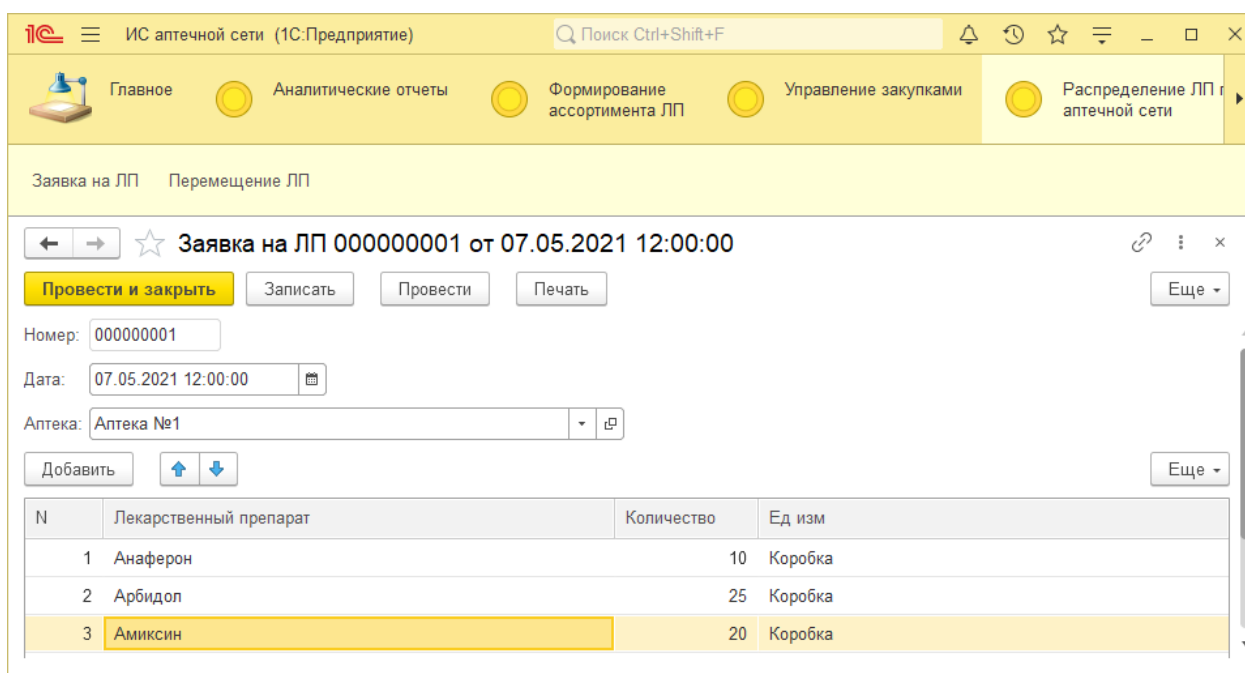 1С ИС аптечной сети (1С:Предприятие) Поиск Ctrl+Shift+F
Главное Аналитические отчеты Формирование Управление закупками Распределение ЛП
ассортимента ЛП аптечной сети
Заявка на ЛП Перемещение ЛП
Заявка на ЛП 000000001 от 07.05.2021 12:00:00
Провести и закрыть Записать Провести Печать Еще
Номер: 000000001
Дата: 07.05.2021 12:00:00
Аптека: Аптека №1
Добавить Еще
N Лекарственный препарат Количество Ед изм
1 Анаферон 10 Коробка
2 Арбидол 25 Коробка
3 Амиксин 20 Коробка